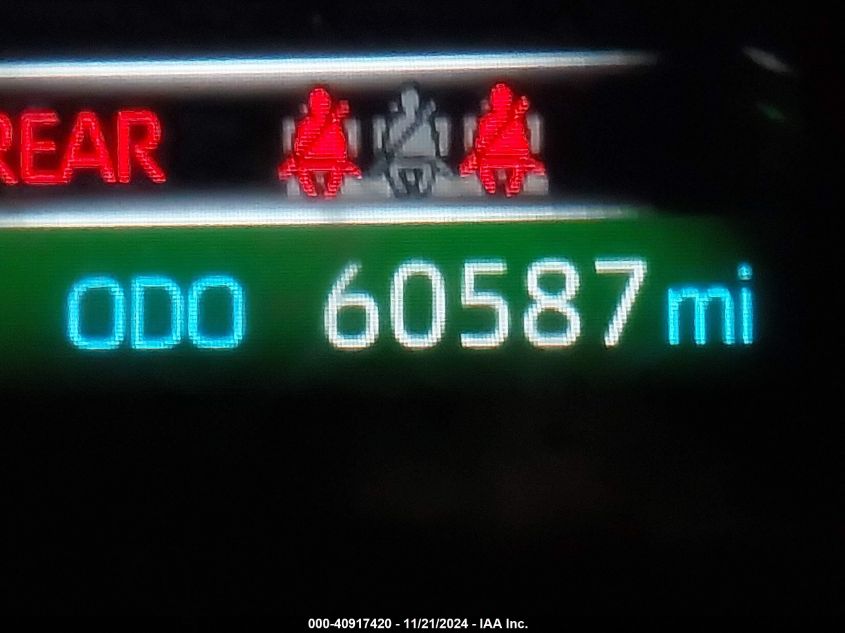 REAR
ODO 60587 mi
000-40917420 - 11/21/2024 - IAA Inc.